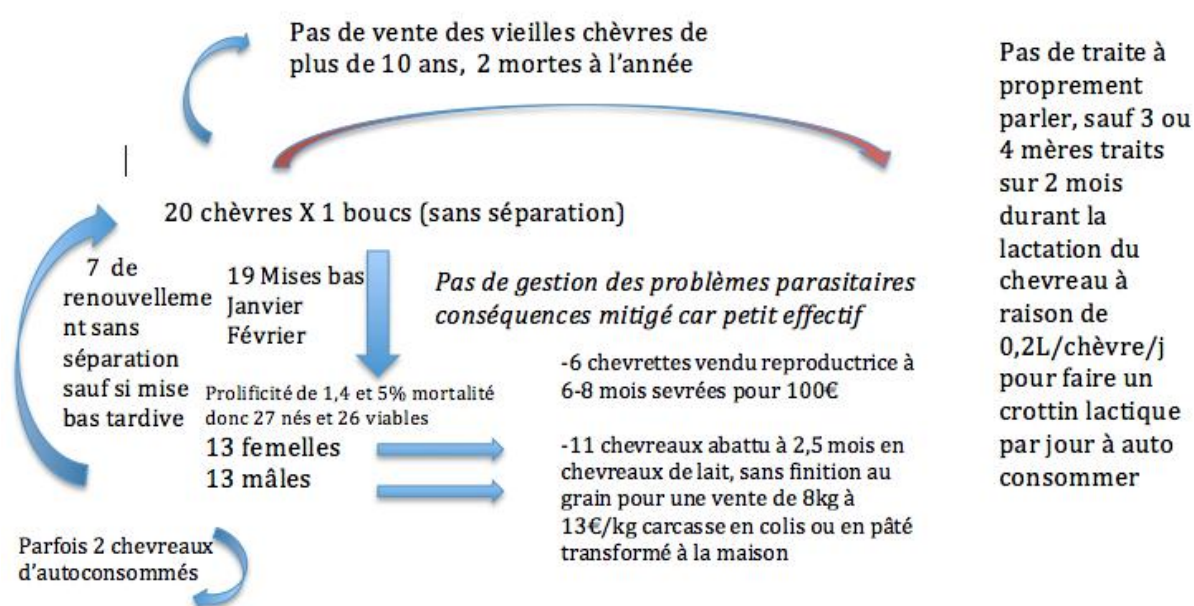 Pas de vente des vieilles chèvres de
plus de 10 ans, 2 mortes à l'année
20 chèvres X 1 boucs (sans séparation)
7 de
renouvelleme
nt sans
séparation
sauf si mise
bas tardive
19 Mises bas
Janvier
Février
Pas de gestion des problèmes parasitaires
conséquences mitigé car petit effectif
Prolificité de 1,4 et 5% mortalité
donc 27 nés et 26 viables
13 femelles
13 mâles
-6 chevrettes vendu reproductrice à
6-8 mois sevrées pour 100€
-11 chevreaux abattu à 2,5 mois en
chevreaux de lait, sans finition au
grain pour une vente de 8kg à
13€/kg carcasse en colis ou en pâté
transformé à la maison
Parfois 2 chevreaux
d'autoconsommés
Pas de traite à
proprement
parler, sauf 3 ou
4 mères traits
sur 2 mois
durant la
lactation du
chevreau à
raison de
0,2L/chèvre/j
pour faire un
crottin lactique
par jour à auto
consommer